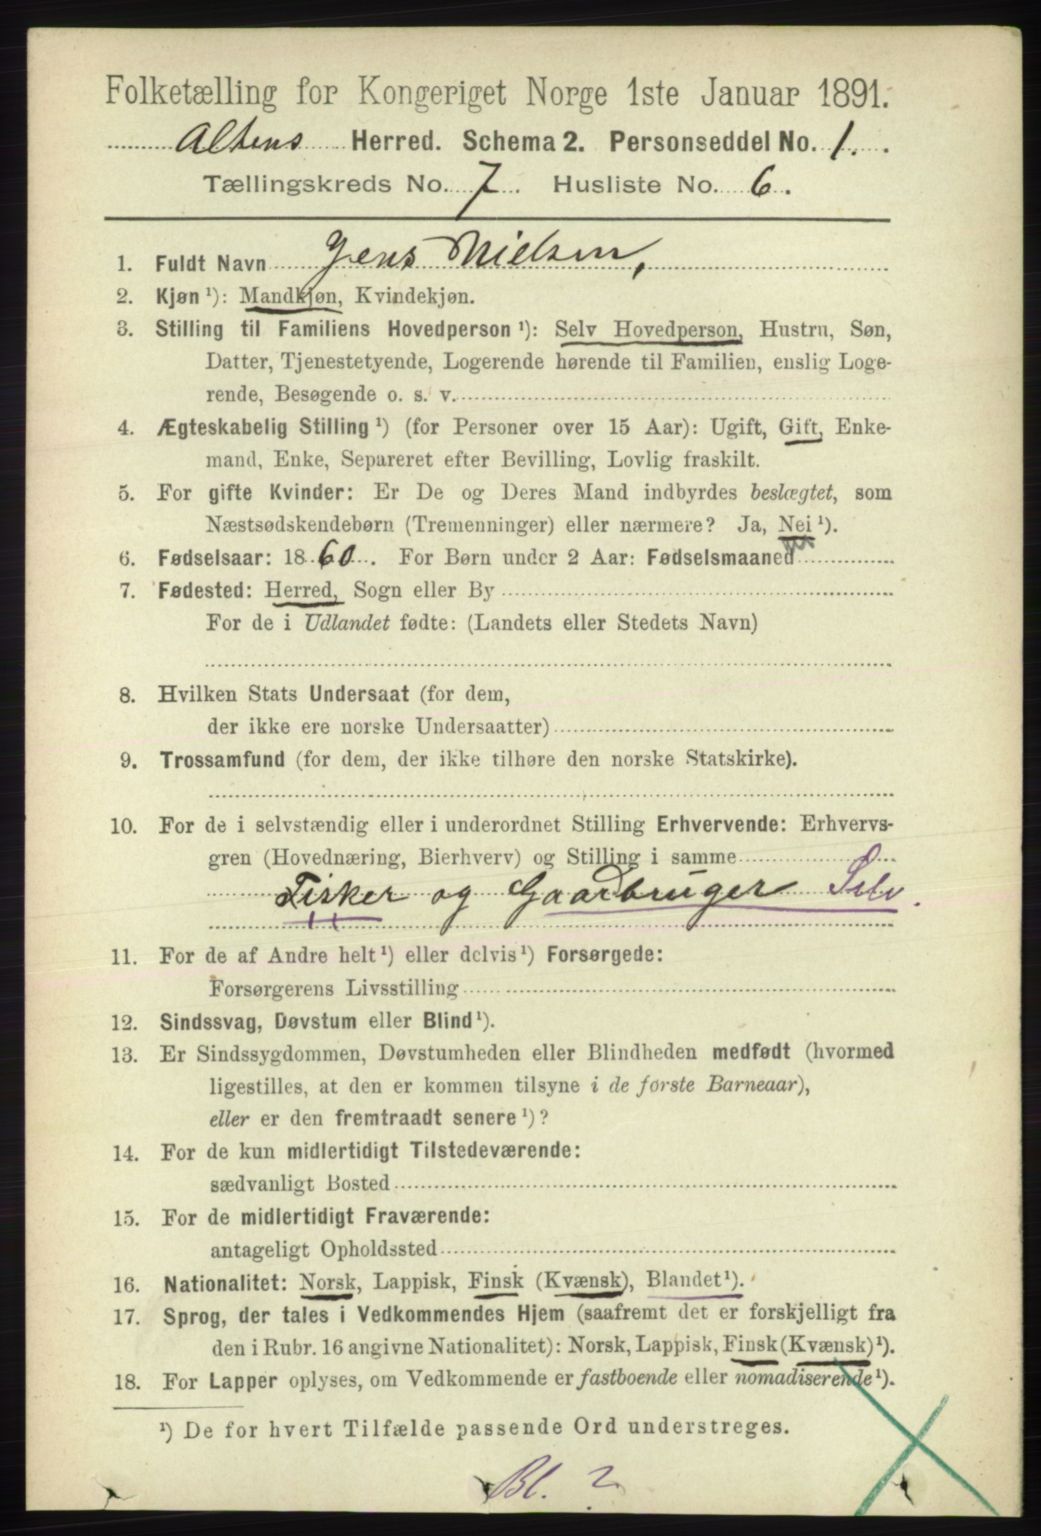 Folketælling for Kongeriget Norge 1ste Januar 1891.
Altens Herred. Schema 2. Personseddel No. 1.
Tællingskreds No. 7. Husliste No. 6.
1. Fuldt Navn Jens Nielsen,
2. Kjøn ¹): Mandkjøn, Kvindekjøn.
3. Stilling til Familiens Hovedperson ¹): Selv Hovedperson, Hustru, Søn,
Datter, Tjenestetyende, Logerende hørende til Familien, enslig Loge-
rende, Besøgende o. s. v.
4. Ægteskabelig Stilling ¹) (for Personer over 15 Aar): Ugift, Gift, Enke-
mand, Enke, Separeret efter Bevilling, Lovlig fraskilt.
5. For gifte Kvinder: Er De og Deres Mand indbyrdes beslægtet, som
Næstsødskendebørn (Tremenninger) eller nærmere? Ja, Nei ¹).
6. Fødselsaar: 1860. For Børn under 2 Aar: Fødselsmaaned
7. Fødested: Herred, Sogn eller By
For de i Udlandet fødte: (Landets eller Stedets Navn)
8. Hvilken Stats Undersaat (for dem,
der ikke ere norske Undersaatter)
9. Trossamfund (for dem, der ikke tilhøre den norske Statskirke).
10. For de i selvstændig eller i underordnet Stilling Erhvervende: Erhvervs-
gren (Hovednæring, Bierhverv) og Stilling i samme
Fisker og Gaardbruger Selv.
11. For de af Andre helt ¹) eller delvis ¹) Forsørgede:
Forsørgerens Livsstilling
12. Sindssvag, Døvstum eller Blind ¹).
13. Er Sindssygdommen, Døvstumheden eller Blindheden medfødt (hvormed
ligestilles, at den er kommen tilsyne i de første Barneaar),
eller er den fremtraadt senere ¹)?
14. For de kun midlertidigt Tilstedeværende:
sædvanligt Bosted
15. For de midlertidigt Fraværende:
antageligt Opholdssted
16. Nationalitet: Norsk, Lappisk, Finsk (Kvænsk), Blandet ¹).
17. Sprog, der tales i Vedkommendes Hjem (saafremt det er forskjelligt fra
den i Rubr. 16 angivne Nationalitet): Norsk, Lappisk, Finsk (Kvænsk) ¹).
18. For Lapper oplyses, om Vedkommende er fastboende eller nomadiserende ¹).
¹) De for hvert Tilfælde passende Ord understreges.
Bl. ?